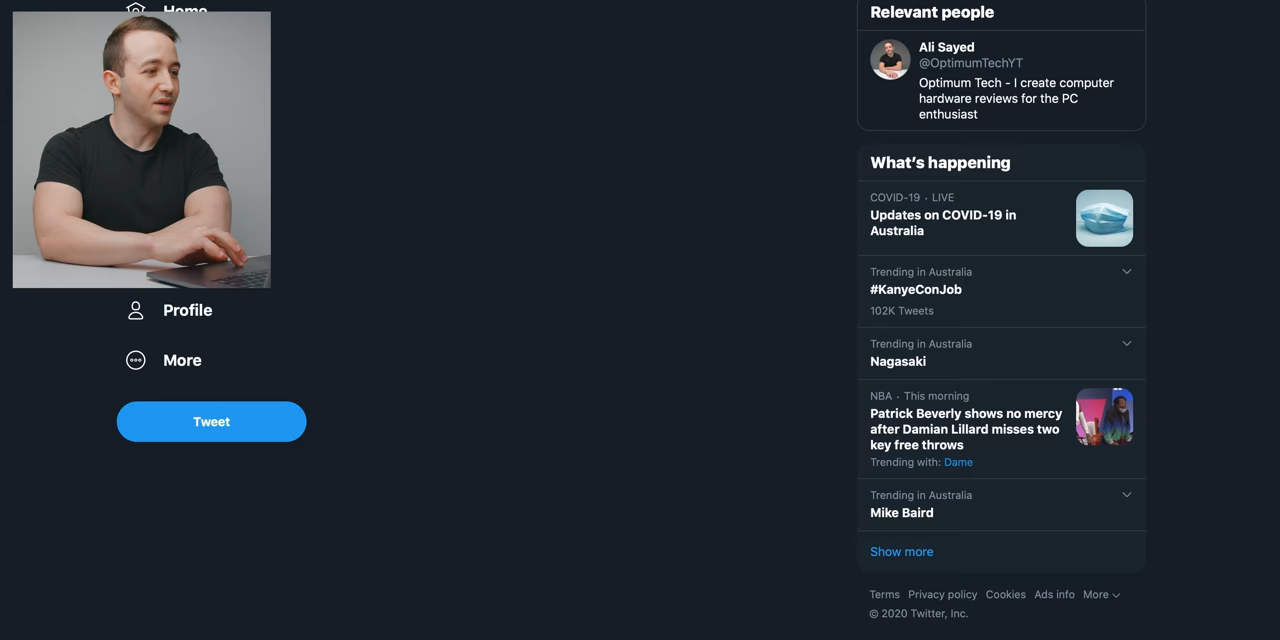 Home
Profile
More
Tweet
Relevant people
Ali Sayed
@OptimumTechYT
Optimum Tech - I create computer
hardware reviews for the PC
enthusiast
What's happening
COVID-19 · LIVE
Updates on COVID-19 in
Australia
Trending in Australia
#KanyeConJob
102K Tweets
Trending in Australia
Nagasaki
NBA · This morning
Patrick Beverly shows no mercy
after Damian Lillard misses two
key free throws
Trending with: Dame
Trending in Australia
Mike Baird
Show more
Terms Privacy policy Cookies Ads info More
© 2020 Twitter, Inc.